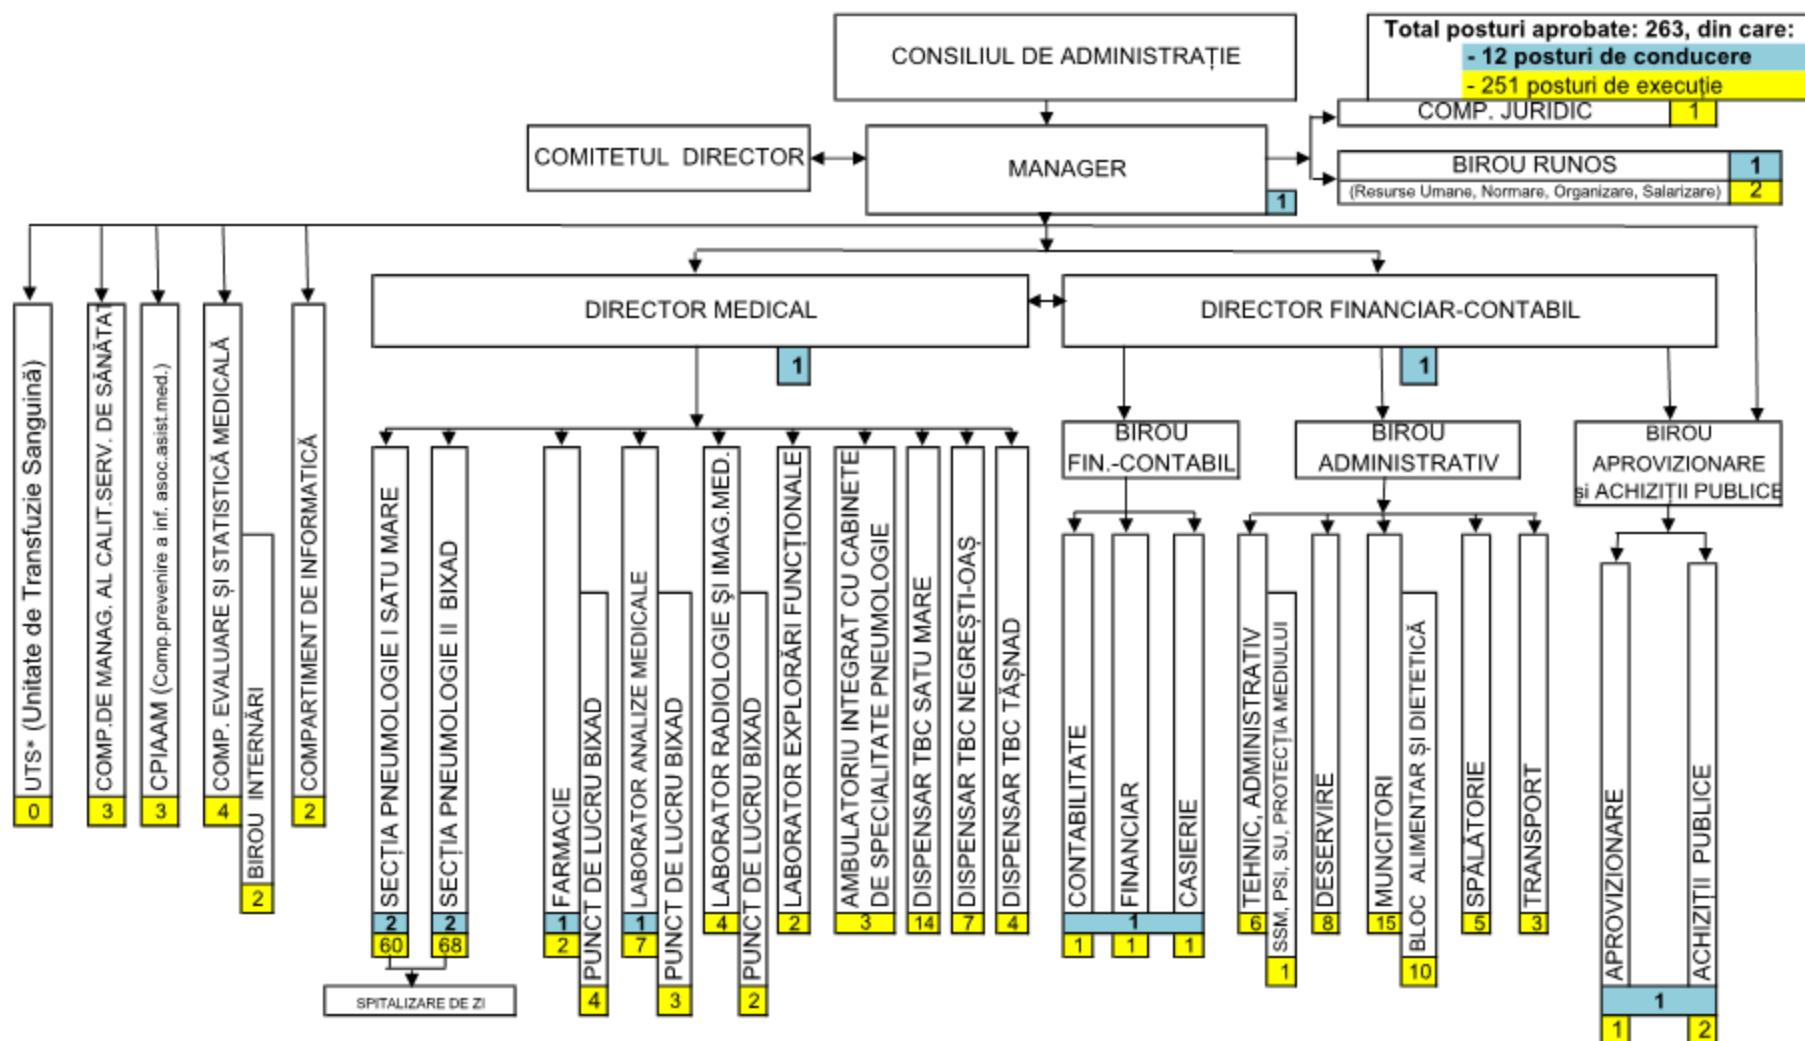 CONSILIUL DE ADMINISTRAȚIE
Total posturi aprobate: 263, din care:
- 12 posturi de conducere
- 251 posturi de execuție
COMP. JURIDIC 1
COMITETUL DIRECTOR
MANAGER
1
BIROU RUNOS 1
(Resurse Umane, Normare, Organizare, Salarizare) 2
DIRECTOR MEDICAL
1
DIRECTOR FINANCIAR-CONTABIL
1
UTS* (Unitate de Transfuzie Sanguină)
0
COMP.DE MANAG. AL CALIT.SERV. DE SĂNĂTAT
3
CPIAAM (Comp.prevenire a inf. asoc.asist.med.)
3
COMP. EVALUARE ȘI STATISTICĂ MEDICALĂ
4
BIROU INTERNĂRI
2
COMPARTIMENT DE INFORMATICĂ
2
SECȚIA PNEUMOLOGIE I SATU MARE
2
60
SECȚIA PNEUMOLOGIE II BIXAD
2
68
SPITALIZARE DE ZI
FARMACIE
1
2
PUNCT DE LUCRU BIXAD
4
LABORATOR ANALIZE MEDICALE
1
7
PUNCT DE LUCRU BIXAD
3
LABORATOR RADIOLOGIE ȘI IMAG.MED.
4
PUNCT DE LUCRU BIXAD
2
LABORATOR EXPLORĂRI FUNCȚIONALE
2
AMBULATORIU INTEGRAT CU CABINETE
DE SPECIALITATE PNEUMOLOGIE
3
DISPENSAR TBC SATU MARE
14
DISPENSAR TBC NEGREȘTI-OAȘ
7
DISPENSAR TBC TĂȘNAD
4
BIROU
FIN.-CONTABIL
CONTABILITATE
FINANCIAR
CASIERIE
1
1
1
1
BIROU
ADMINISTRATIV
TEHNIC, ADMINISTRATIV
6
SSM, PSI, SU, PROTECȚIA MEDIULUI
1
DESERVIRE
8
MUNCITORI
15
BLOC ALIMENTAR ȘI DIETETICĂ
10
SPĂLĂTORIE
5
TRANSPORT
3
BIROU
APROVIZIONARE
și ACHIZIȚII PUBLICE
APROVIZIONARE
ACHIZIȚII PUBLICE
1
1
2